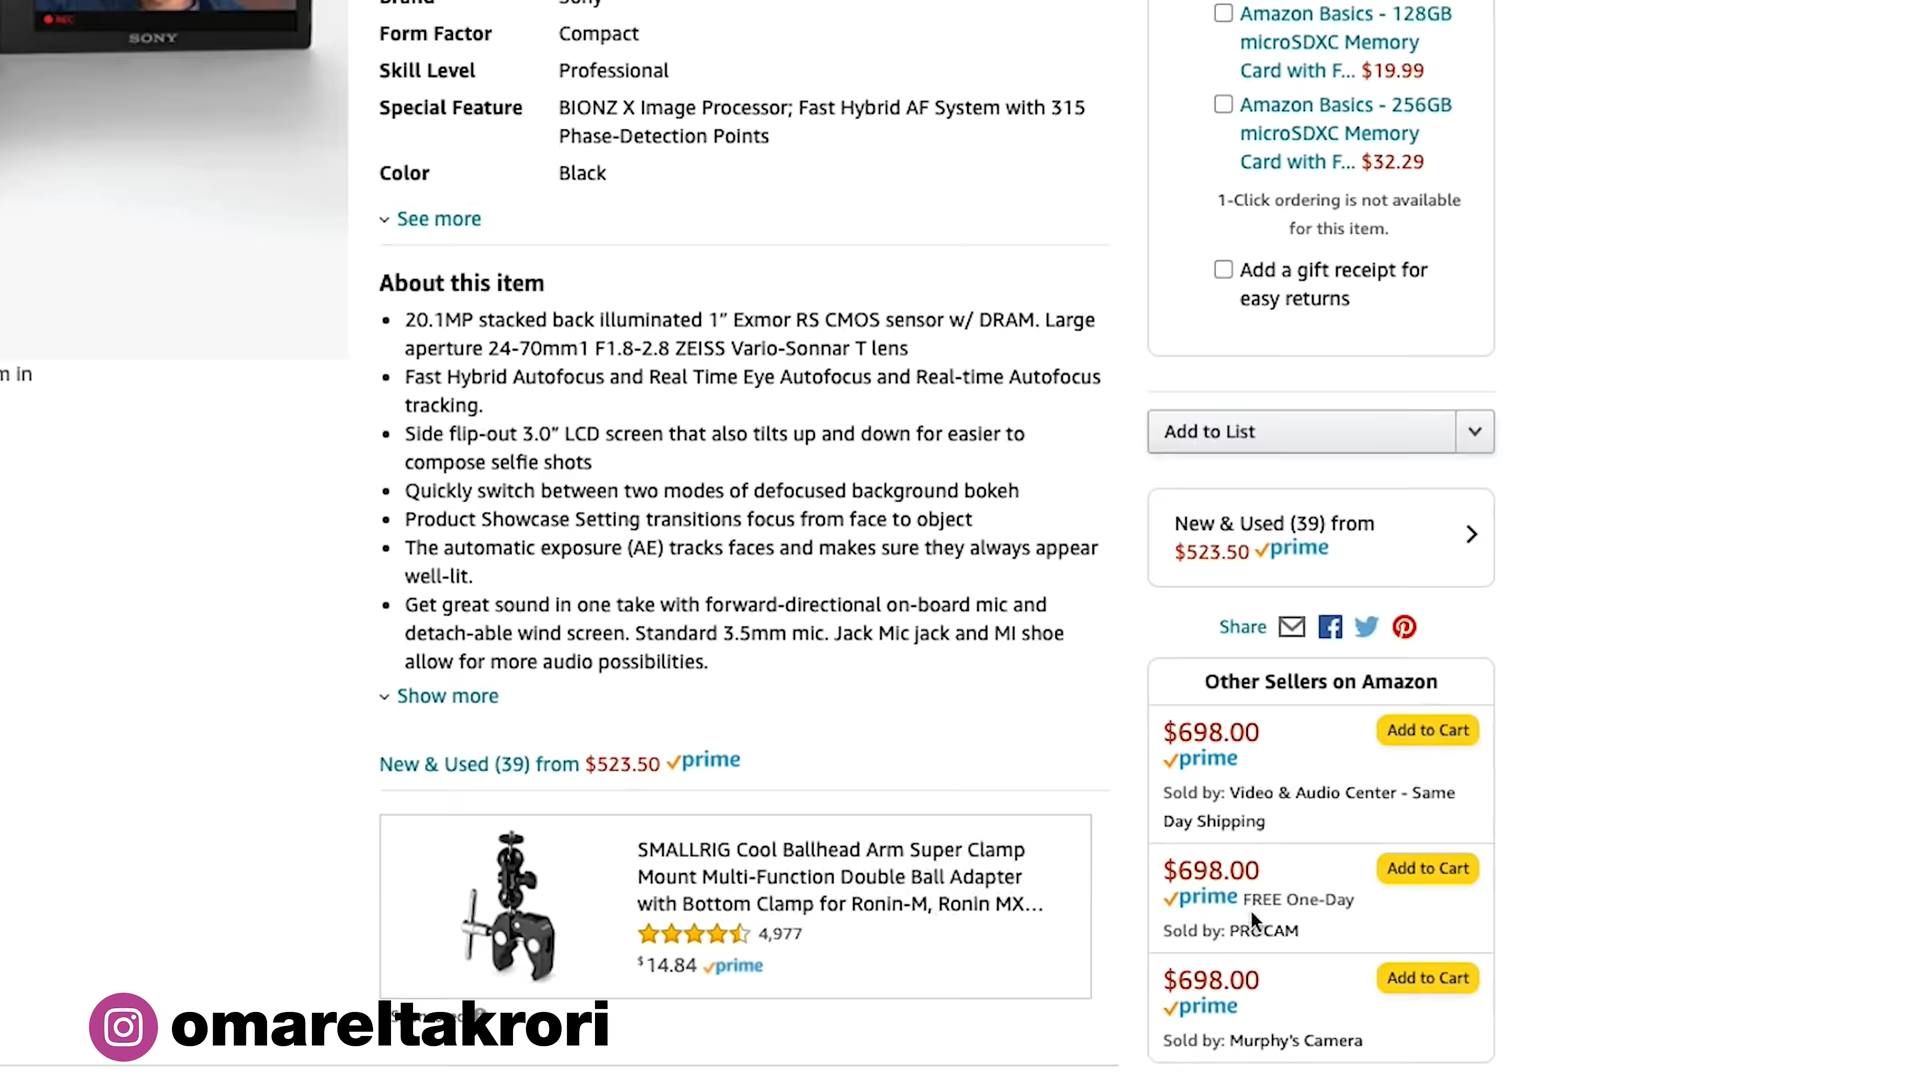 REC
SONY
m in
Sony
Form Factor Compact
Skill Level Professional
Special Feature BIONZ X Image Processor; Fast Hybrid AF System with 315
Phase-Detection Points
Color Black
See more
About this item
• 20.1MP stacked back illuminated 1” Exmor RS CMOS sensor w/ DRAM. Large
aperture 24-70mm1 F1.8-2.8 ZEISS Vario-Sonnar T lens
• Fast Hybrid Autofocus and Real Time Eye Autofocus and Real-time Autofocus
tracking.
• Side flip-out 3.0” LCD screen that also tilts up and down for easier to
compose selfie shots
• Quickly switch between two modes of defocused background bokeh
• Product Showcase Setting transitions focus from face to object
• The automatic exposure (AE) tracks faces and makes sure they always appear
well-lit.
• Get great sound in one take with forward-directional on-board mic and
detach-able wind screen. Standard 3.5mm mic. Jack Mic jack and MI shoe
allow for more audio possibilities.
Show more
New & Used (39) from $523.50 prime
SMALLRIG Cool Ballhead Arm Super Clamp
Mount Multi-Function Double Ball Adapter
with Bottom Clamp for Ronin-M, Ronin MX...
4,977
$14.84 prime
omareltakrori
Amazon Basics - 128GB
microSDXC Memory
Card with F... $19.99
Amazon Basics - 256GB
microSDXC Memory
Card with F... $32.29
1-Click ordering is not available
for this item.
Add a gift receipt for
easy returns
Add to List
New & Used (39) from
$523.50 prime
Share
Other Sellers on Amazon
$698.00 Add to Cart
prime
Sold by: Video & Audio Center - Same
Day Shipping
$698.00 Add to Cart
prime FREE One-Day
Sold by: PROCAM
$698.00 Add to Cart
prime
Sold by: Murphy's Camera